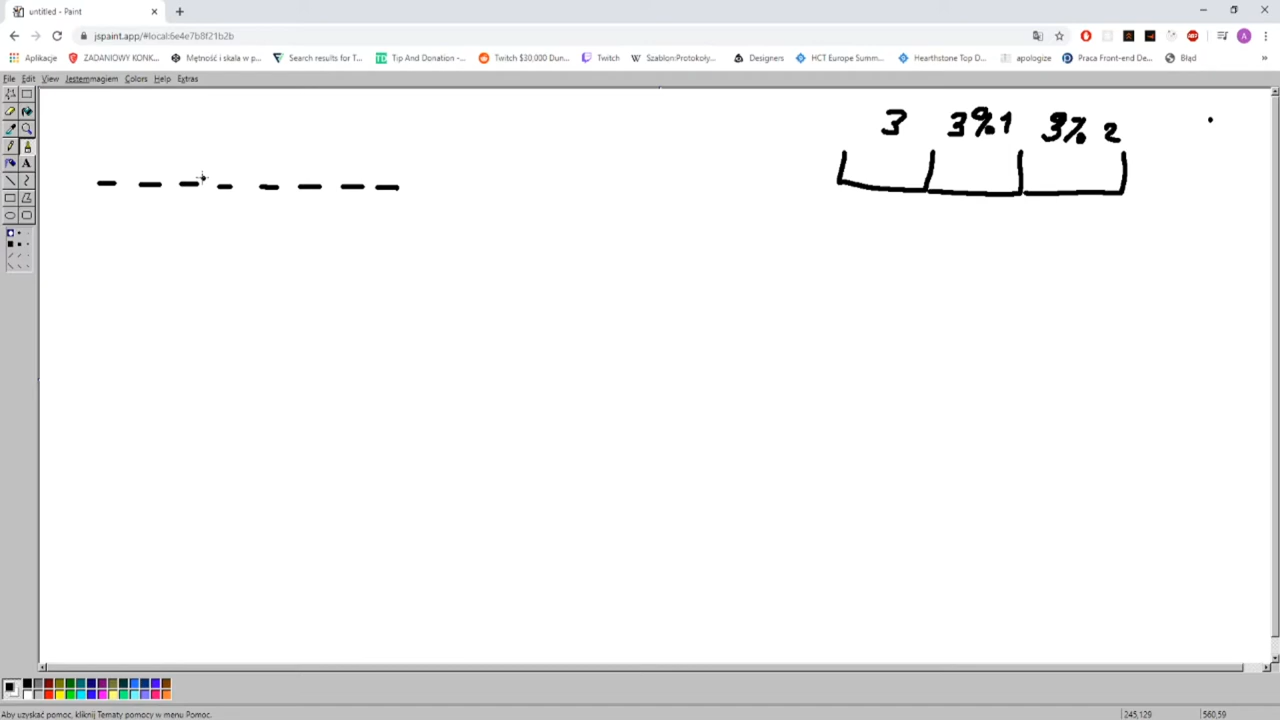 untitled - Paint
jspaint.app/#local:6e4e7b8f21b2b
Aplikacje ZADANIOWY KONK... Mętność i skala w p... Search results for T... Tip And Donation -... Twitch $30,000 Dun... Twitch Szablon:Protokoły... Designers HCT Europe Summ... Hearthstone Top D... apologize Praca Front-end De... Błąd »
File Edit View Jestemmagiem Colors Help Extras
3 3%1 3% 2
Aby uzyskać pomoc, kliknij Tematy pomocy w menu Pomoc. 245,129 560,59